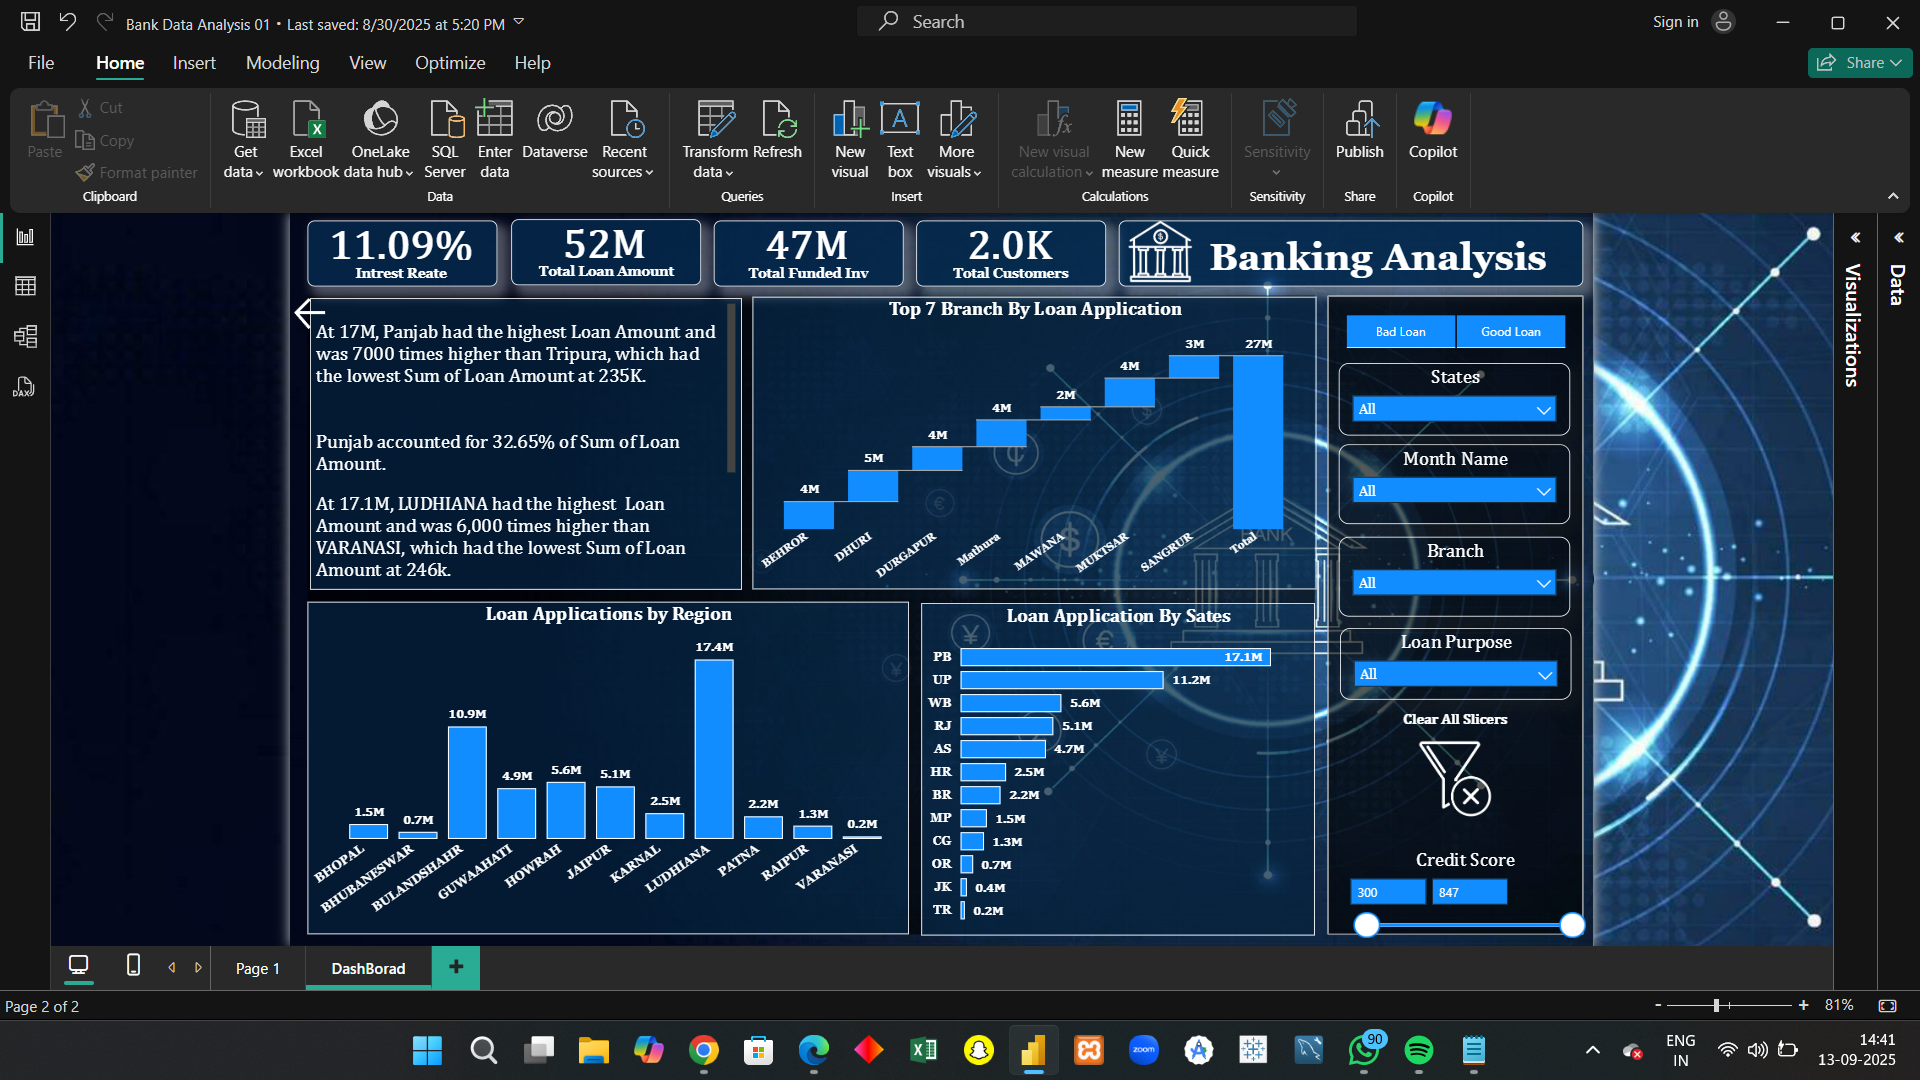 Bank Data Analysis 01 • Last saved: 8/30/2025 at 5:20 PM
Search
Sign in
File
Home
Insert
Modeling
View
Optimize
Help
Share
Paste
Cut
Copy
Format painter
Clipboard
Get data
Excel workbook
OneLake data hub
SQL Server
Enter data
Dataverse
Recent sources
Data
Transform data
Refresh
Queries
New visual
Text box
More visuals
Insert
New visual calculation
New measure
Quick measure
Calculations
Sensitivity
Sensitivity
Publish
Share
Copilot
Copilot
11.09%
Intrest Reate
52M
Total Loan Amount
47M
Total Funded Inv
2.0K
Total Customers
Banking Analysis
At 17M, Panjab had the highest Loan Amount and
was 7000 times higher than Tripura, which had
the lowest Sum of Loan Amount at 235K.
Punjab accounted for 32.65% of Sum of Loan
Amount.
At 17.1M, LUDHIANA had the highest Loan
Amount and was 6,000 times higher than
VARANASI, which had the lowest Sum of Loan
Amount at 246k.
Top 7 Branch By Loan Application
4M
5M
4M
4M
2M
4M
3M
27M
BEHROR
DHURI
DURGAPUR
Mathura
MAWANA
MUKTSAR
SANGRUR
Total
BANK
Loan Applications by Region
1.5M
0.7M
10.9M
4.9M
5.6M
5.1M
2.5M
17.4M
2.2M
1.3M
0.2M
BHOPAL
BHUBANESWAR
BULANDSHAHR
GUWAAHATI
HOWRAH
JAIPUR
KARNAL
LUDHIANA
PATNA
RAIPUR
VARANASI
Loan Application By Sates
PB 17.1M
UP 11.2M
WB 5.6M
RJ 5.1M
AS 4.7M
HR 2.5M
BR 2.2M
MP 1.5M
CG 1.3M
OR 0.7M
JK 0.4M
TR 0.2M
Bad Loan
Good Loan
States
All
Month Name
All
Branch
All
Loan Purpose
All
Clear All Slicers
Credit Score
300
847
Visualizations
Data
DAX
Page 1
DashBorad
Page 2 of 2
81%
zoom
90
ENG
IN
14:41
13-09-2025